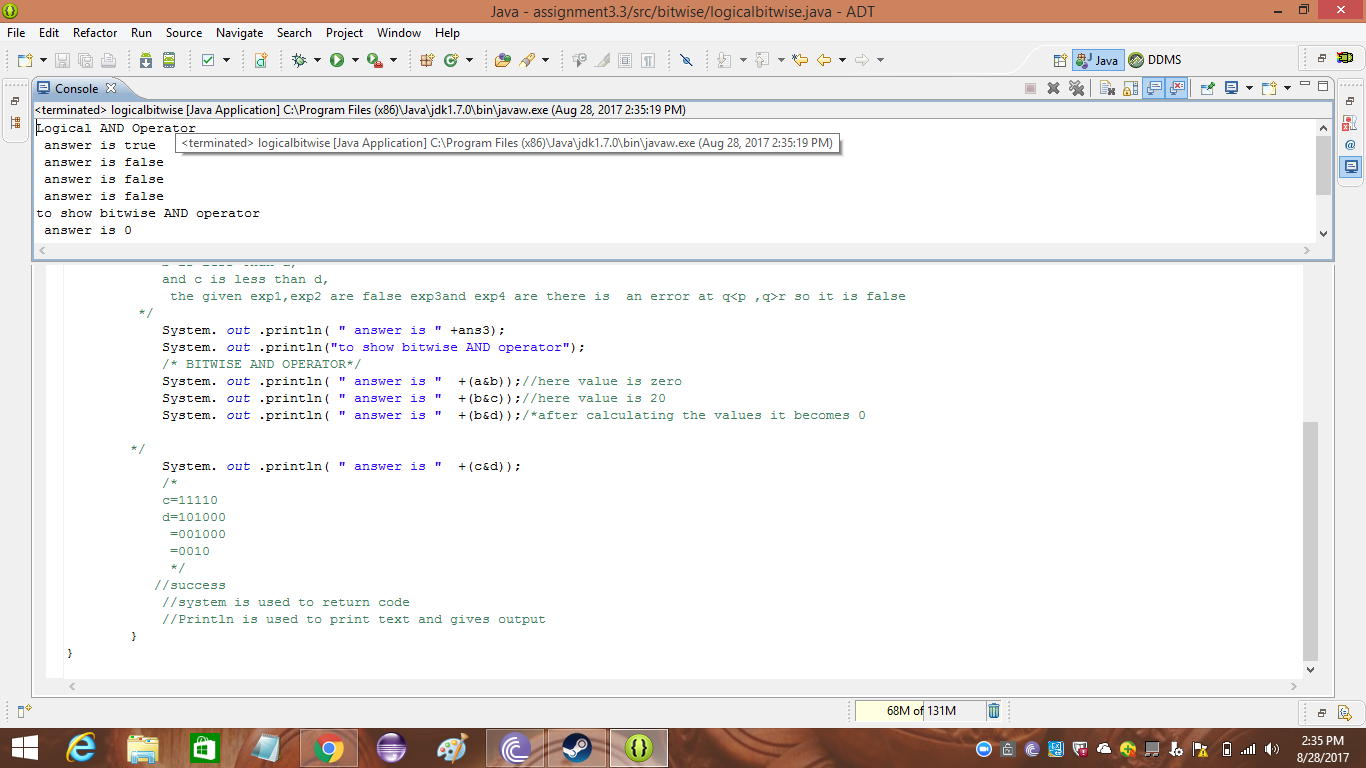 Java - assignment3.3/src/bitwise/logicalbitwise.java - ADT
File Edit Refactor Run Source Navigate Search Project Window Help
Java DDMS
Console
<terminated> logicalbitwise [Java Application] C:\Program Files (x86)\Java\jdk1.7.0\bin\javaw.exe (Aug 28, 2017 2:35:19 PM)
Logical AND Operator
answer is true
<terminated> logicalbitwise [Java Application] C:\Program Files (x86)\Java\jdk1.7.0\bin\javaw.exe (Aug 28, 2017 2:35:19 PM)
answer is false
answer is false
answer is false
to show bitwise AND operator
answer is 0
and c is less than d,
the given exp1,exp2 are false exp3and exp4 are there is  an error at q<p ,q>r so it is false
*/
System. out .println( " answer is " +ans3);
System. out .println("to show bitwise AND operator");
/* BITWISE AND OPERATOR*/
System. out .println( " answer is "  +(a&b));//here value is zero
System. out .println( " answer is "  +(b&c));//here value is 20
System. out .println( " answer is "  +(b&d));/*after calculating the values it becomes 0
*/
System. out .println( " answer is "  +(c&d));
/*
c=11110
d=101000
=001000
=0010
*/
//success
//system is used to return code
//Println is used to print text and gives output
}
}
68M of 131M
2:35 PM
8/28/2017